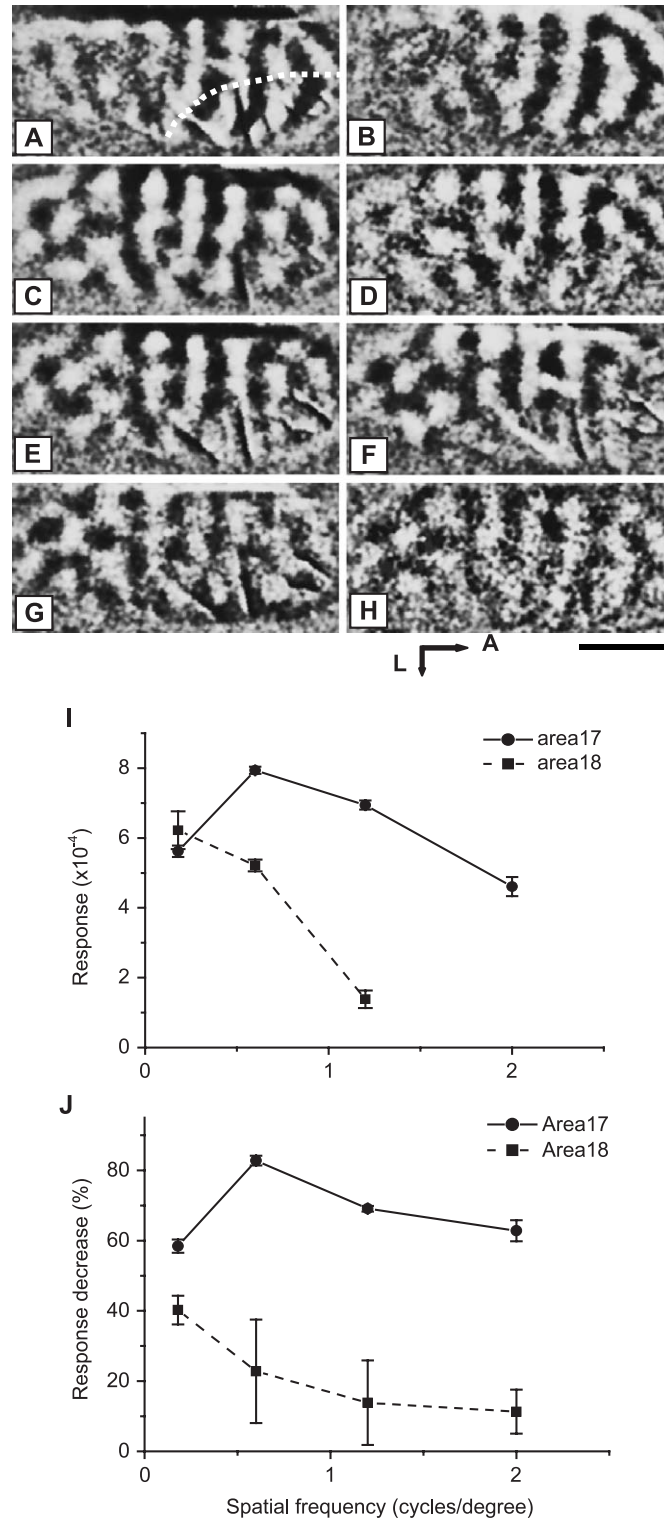 A
B
C
D
E
F
G
H
L
A
I
area17
area18
8
6
4
2
0
Response (x10-4)
0
1
2
J
Area17
Area18
80
60
40
20
0
Response decrease (%)
0
1
2
Spatial frequency (cycles/degree)